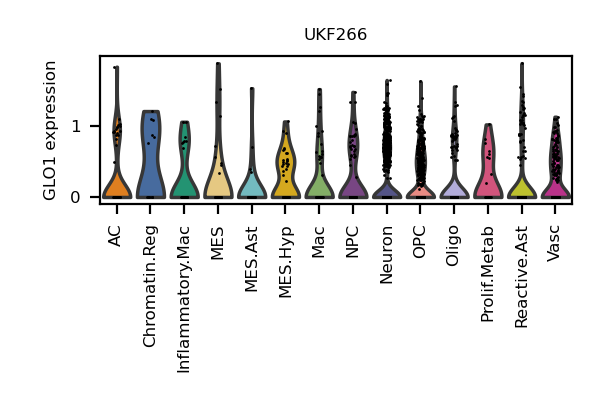 UKF266
GLO1 expression
1
0
AC
Chromatin.Reg
Inflammatory.Mac
MES
MES.Ast
MES.Hyp
Mac
NPC
Neuron
OPC
Oligo
Prolif.Metab
Reactive.Ast
Vasc